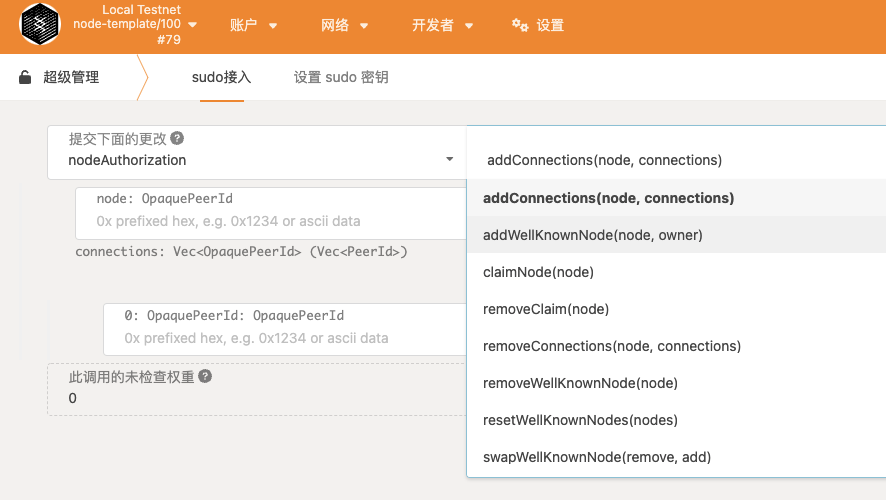 Local Testnet
node-template/100
#79
账户
网络
开发者
设置
超级管理
sudo接入
设置 sudo 密钥
提交下面的更改
nodeAuthorization
addConnections(node, connections)
node: OpaquePeerId
0x prefixed hex, e.g. 0x1234 or ascii data
connections: Vec<OpaquePeerId> (Vec<PeerId>)
0: OpaquePeerId: OpaquePeerId
0x prefixed hex, e.g. 0x1234 or ascii data
此调用的未检查权重
0
addConnections(node, connections)
addWellKnownNode(node, owner)
claimNode(node)
removeClaim(node)
removeConnections(node, connections)
removeWellKnownNode(node)
resetWellKnownNodes(nodes)
swapWellKnownNode(remove, add)